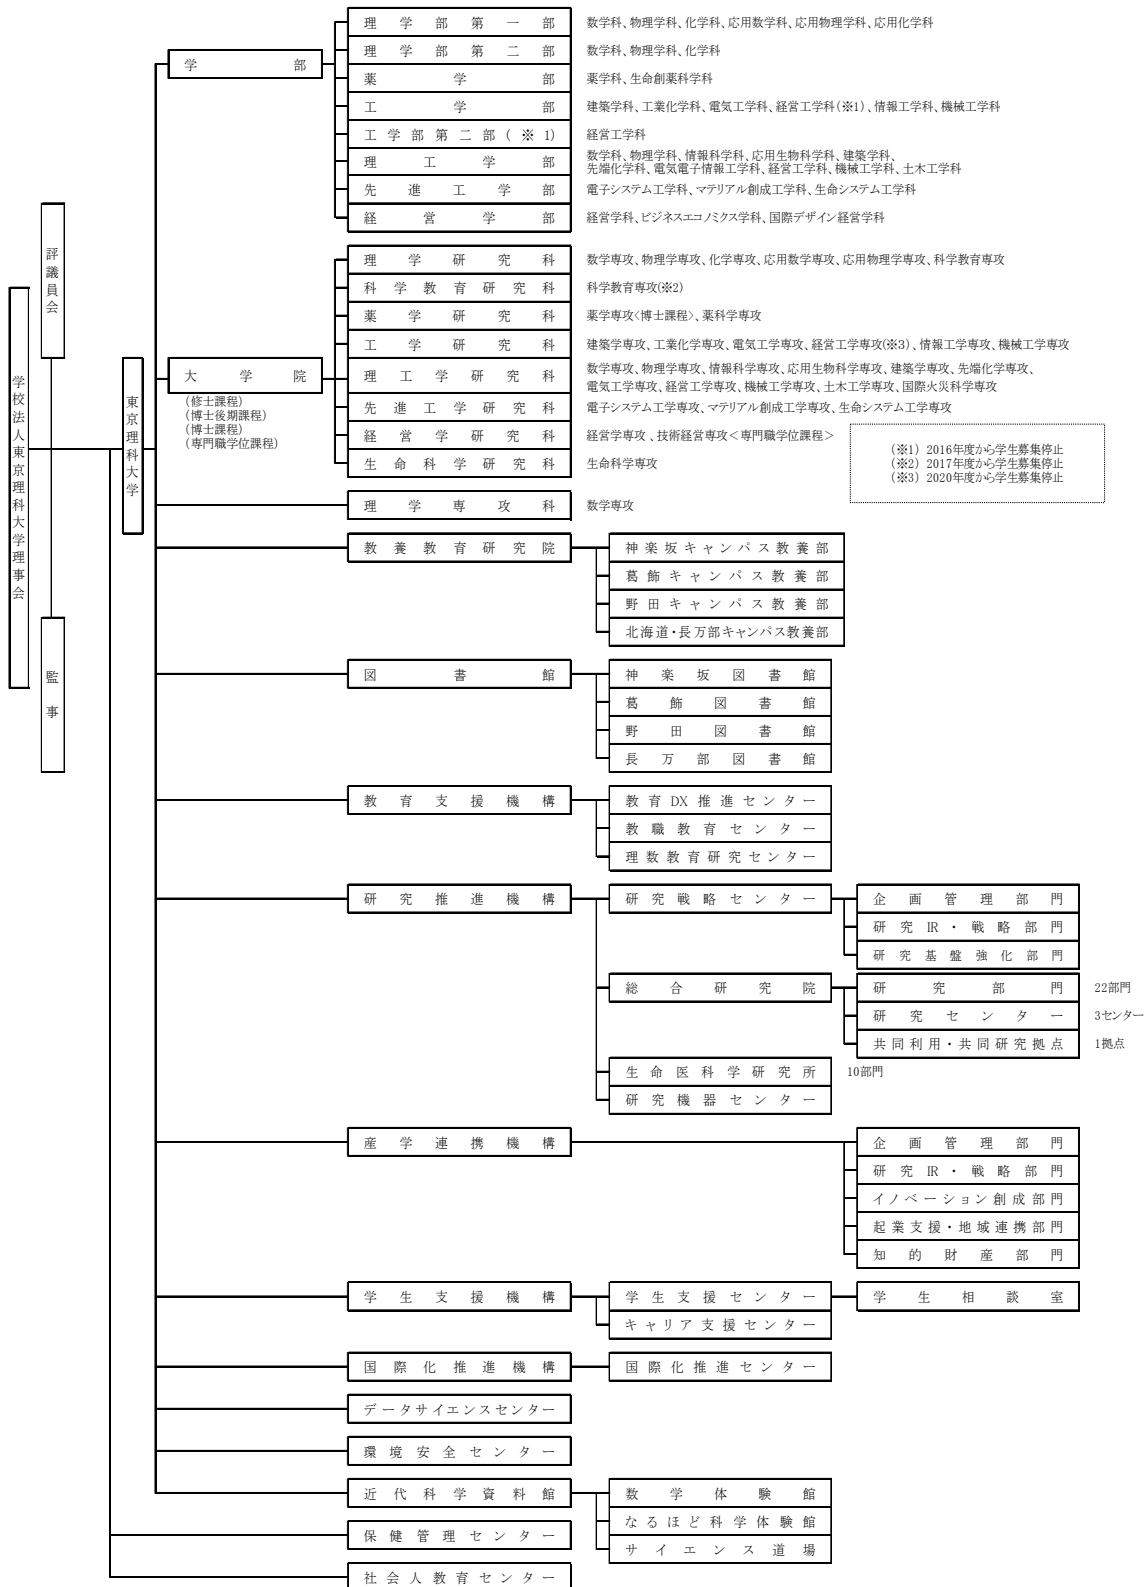 学校法人東京理科大学理事会
評議員会
監事
東京理科大学
学部
理学部第一部 数学科、物理学科、化学科、応用数学科、応用物理学科、応用化学科
理学部第二部 数学科、物理学科、化学科
薬学部 薬学科、生命創薬科学科
工学部 建築学科、工業化学科、電気工学科、経営工学科(※1)、情報工学科、機械工学科
工学部第二部(※1) 経営工学科
理工学部 数学科、物理学科、情報科学科、応用生物科学科、建築学科、
先端化学科、電気電子情報工学科、経営工学科、機械工学科、土木工学科
先進工学部 電子システム工学科、マテリアル創成工学科、生命システム工学科
経営学部 経営学科、ビジネスエコノミクス学科、国際デザイン経営学科
大学院
(修士課程)
(博士後期課程)
(博士課程)
(専門職学位課程)
理学研究科 数学専攻、物理学専攻、化学専攻、応用数学専攻、応用物理学専攻、科学教育専攻
科学教育研究科 科学教育専攻(※2)
薬学研究科 薬学専攻<博士課程>、薬科学専攻
工学研究科 建築学専攻、工業化学専攻、電気工学専攻、経営工学専攻(※3)、情報工学専攻、機械工学専攻
理工学研究科 数学専攻、物理学専攻、情報科学専攻、応用生物科学専攻、建築学専攻、先端化学専攻、
電気工学専攻、経営工学専攻、機械工学専攻、土木工学専攻、国際火災科学専攻
先進工学研究科 電子システム工学専攻、マテリアル創成工学専攻、生命システム工学専攻
経営学研究科 経営学専攻、技術経営専攻<専門職学位課程>
生命科学研究科 生命科学専攻
(※1) 2016年度から学生募集停止
(※2) 2017年度から学生募集停止
(※3) 2020年度から学生募集停止
理学専攻科 数学専攻
教養教育研究院
神楽坂キャンパス教養部
葛飾キャンパス教養部
野田キャンパス教養部
北海道・長万部キャンパス教養部
図書館
神楽坂図書館
葛飾図書館
野田図書館
長万部図書館
教育支援機構
教育DX推進センター
教職教育センター
理数教育研究センター
研究推進機構
研究戦略センター
企画管理部門
研究IR・戦略部門
研究基盤強化部門
総合研究院
研究部門 22部門
研究センター 3センター
共同利用・共同研究拠点 1拠点
生命医科学研究所 10部門
研究機器センター
産学連携機構
企画管理部門
研究IR・戦略部門
イノベーション創成部門
起業支援・地域連携部門
知的財産部門
学生支援機構
学生支援センター
学生相談室
キャリア支援センター
国際化推進機構
国際化推進センター
データサイエンスセンター
環境安全センター
近代科学資料館
数学体験館
なるほど科学体験館
サイエンス道場
保健管理センター
社会人教育センター